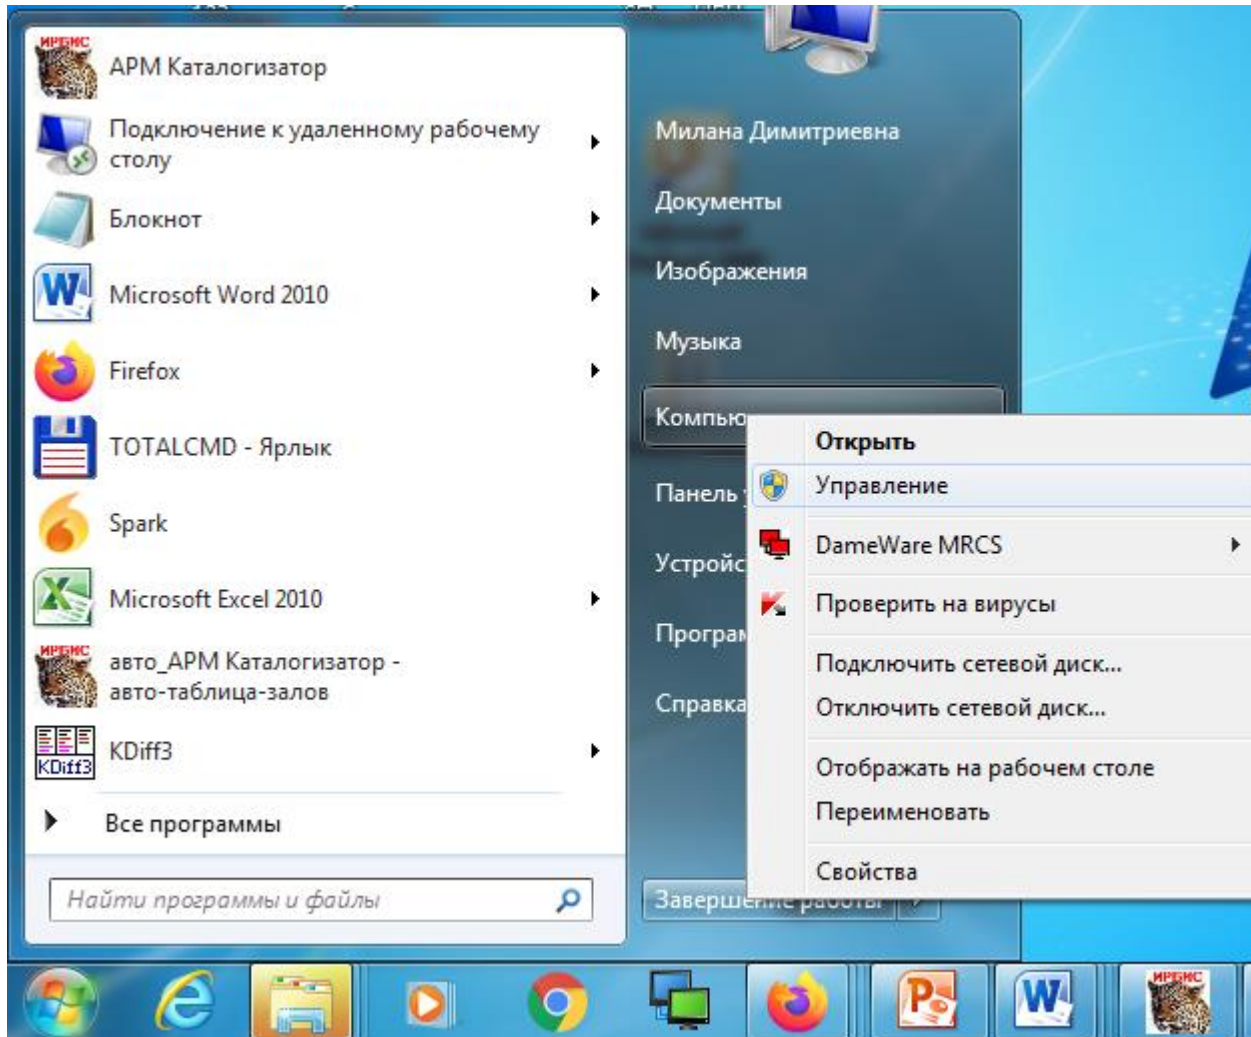 ИРБИС
АРМ Каталогизатор
Подключение к удаленному рабочему
столу
Блокнот
Microsoft Word 2010
Firefox
TOTALCMD - Ярлык
Spark
Microsoft Excel 2010
ИРБИС
авто_АРМ Каталогизатор -
авто-таблица-залов
KDiff3
KDiff3
Все программы
Найти программы и файлы
Милана Димитриевна
Документы
Изображения
Музыка
Компью
Панель
Устройс
Програм
Справка
Завершение работы
Открыть
Управление
DameWare MRCS
Проверить на вирусы
Подключить сетевой диск...
Отключить сетевой диск...
Отображать на рабочем столе
Переименовать
Свойства
ИРБИС